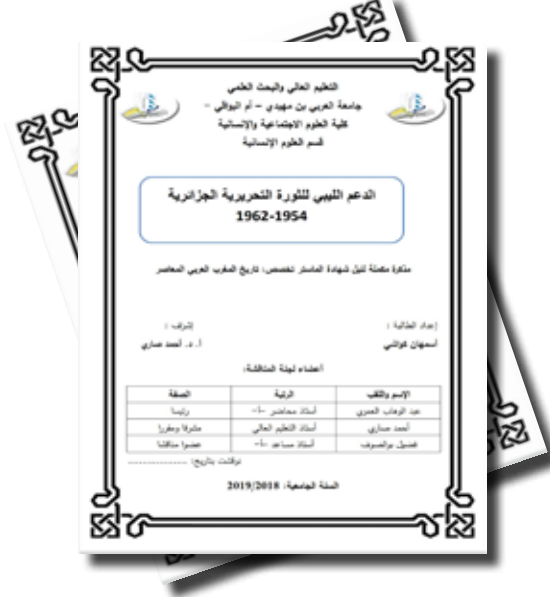 التعليم العالي والبحث العلمي
جامعة العربي بن مهيدي – أم البواقي –
كلية العلوم الاجتماعية والإنسانية
قسم العلوم الإنسانية
الدعم الليبي للثورة التحريرية الجزائرية
1962-1954
مذكرة مكملة لنيل شهادة الماستر تخصص: تاريخ المغرب العربي المعاصر
إعداد الطالبة : إشراف :
أسمهان كواشي أ. د. أحمد صاري
أعضاء لجنة المناقشة:
الإسم واللقب الرتبة الصفة
عبد الوهاب العمري أستاذ محاضر -أ- رئيسا
أحمد صاري أستاذ التعليم العالي مشرفا ومقررا
فضيل بوالصوف أستاذ مساعد -أ- عضوا مناقشا
نوقشت بتاريخ: ....................
السنة الجامعية: 2019/2018